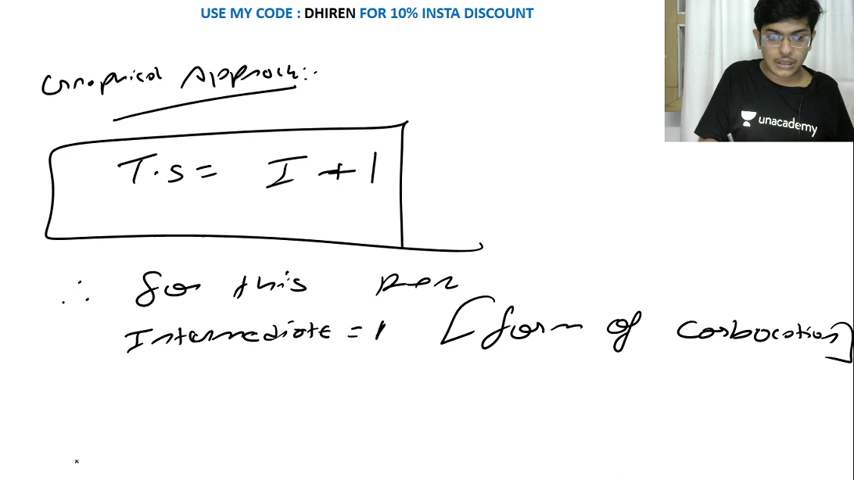 USE MY CODE : DHIREN FOR 10% INSTA DISCOUNT
unacademy
Graphical Approach:-
T.S = I + 1
∴ for this rxn
Intermediate = 1 [form of carbocation]